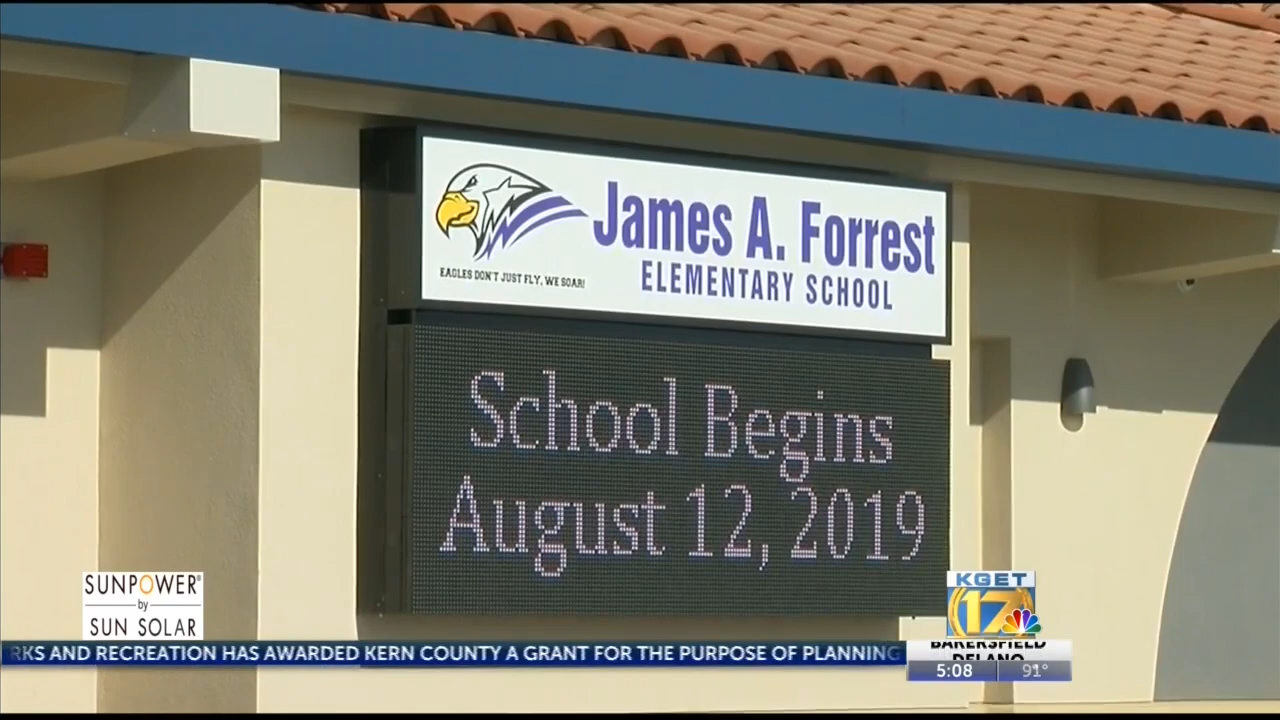 James A. Forrest
ELEMENTARY SCHOOL
EAGLES DON'T JUST FLY, WE SOAR!
School Begins
August 12, 2019
SUNPOWER®
by
SUN SOLAR
KGET
17
RKS AND RECREATION HAS AWARDED KERN COUNTY A GRANT FOR THE PURPOSE OF PLANNING
BAKERSFIELD
DELANO
5:08 91°